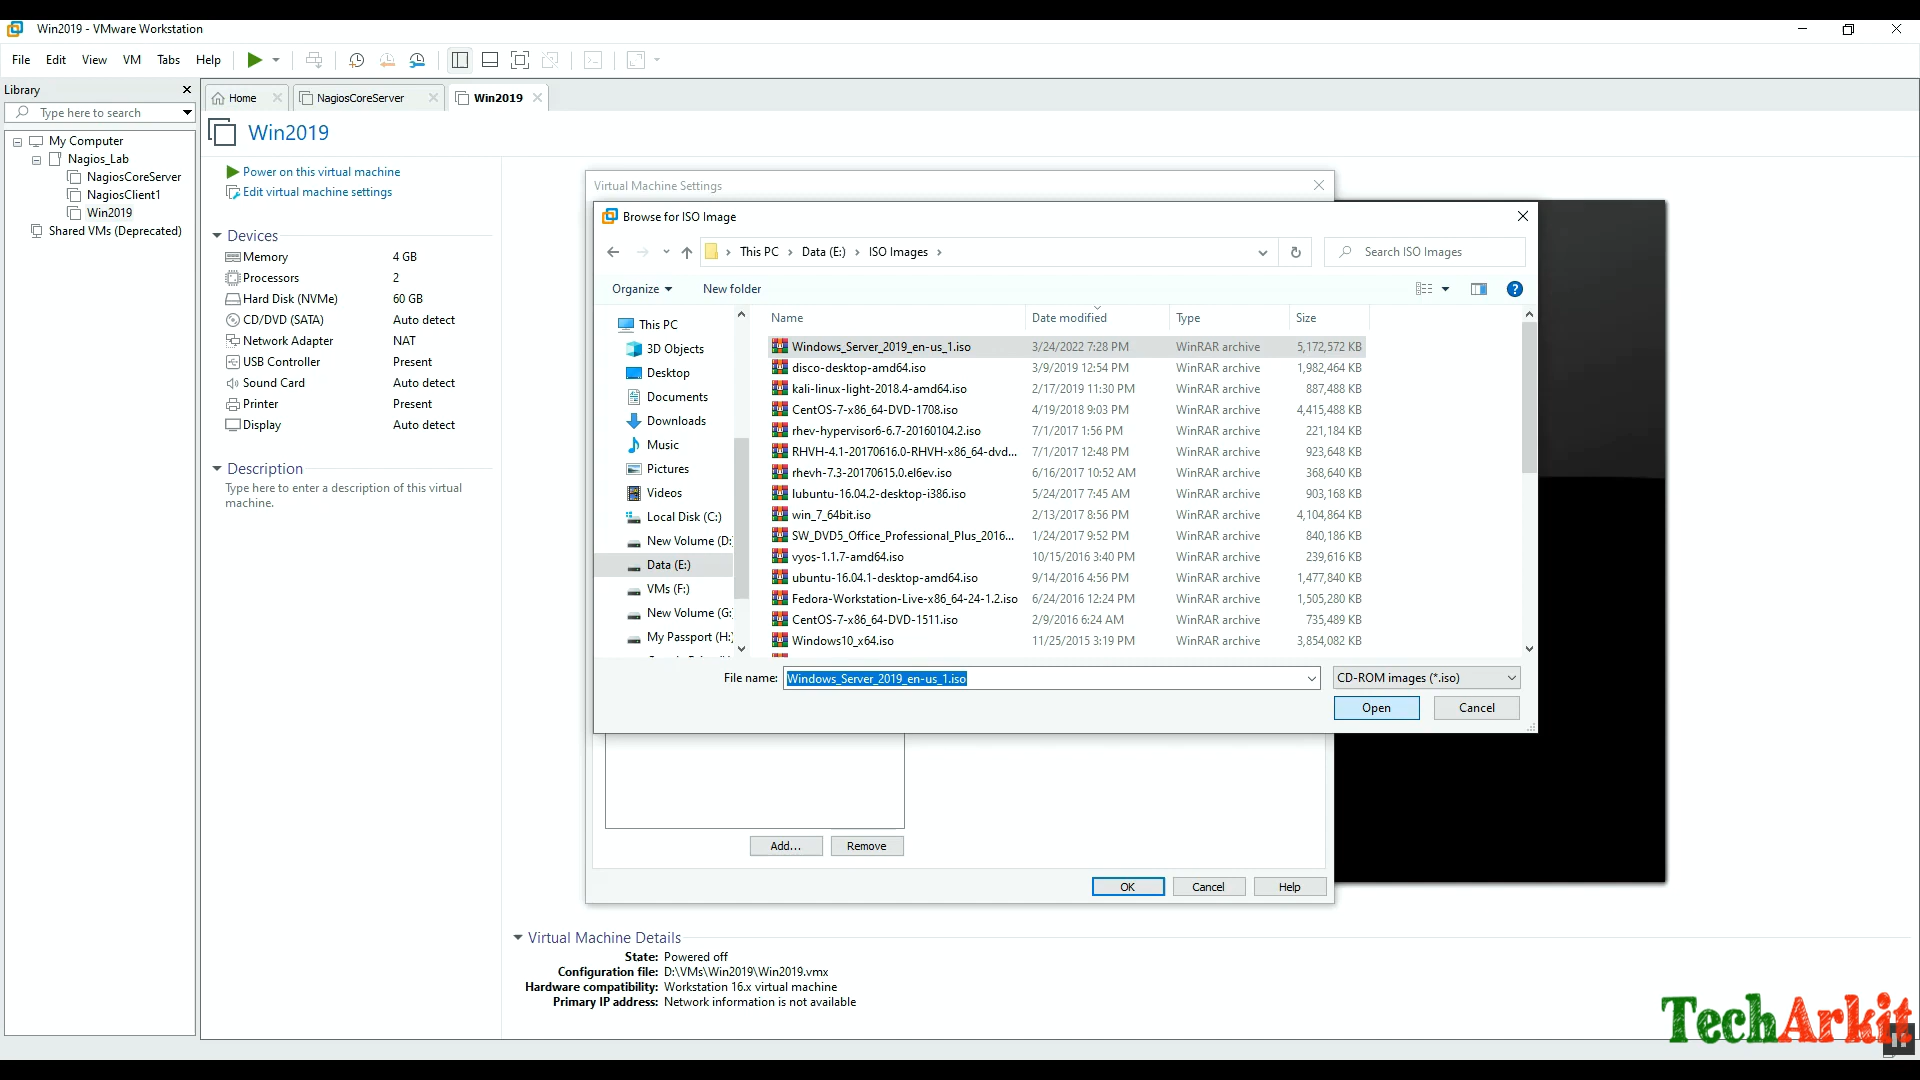 Win2019 - VMware Workstation
File Edit View VM Tabs Help
Library
Type here to search
My Computer
Nagios_Lab
NagiosCoreServer
NagiosClient1
Win2019
Shared VMs (Deprecated)
Home
NagiosCoreServer
Win2019
Win2019
Power on this virtual machine
Edit virtual machine settings
Devices
Memory 4 GB
Processors 2
Hard Disk (NVMe) 60 GB
CD/DVD (SATA) Auto detect
Network Adapter NAT
USB Controller Present
Sound Card Auto detect
Printer Present
Display Auto detect
Description
Type here to enter a description of this virtual
machine.
Virtual Machine Settings
Browse for ISO Image
This PC › Data (E:) › ISO Images ›
Search ISO Images
Organize New folder
This PC
3D Objects
Desktop
Documents
Downloads
Music
Pictures
Videos
Local Disk (C:)
New Volume (D:
Data (E:)
VMs (F:)
New Volume (G:
My Passport (H:)
Name Date modified Type Size
Windows_Server_2019_en-us_1.iso 3/24/2022 7:28 PM WinRAR archive 5,172,572 KB
disco-desktop-amd64.iso 3/9/2019 12:54 PM WinRAR archive 1,982,464 KB
kali-linux-light-2018.4-amd64.iso 2/17/2019 11:30 PM WinRAR archive 887,488 KB
CentOS-7-x86_64-DVD-1708.iso 4/19/2018 9:03 PM WinRAR archive 4,415,488 KB
rhev-hypervisor6-6.7-20160104.2.iso 7/1/2017 1:56 PM WinRAR archive 221,184 KB
RHVH-4.1-20170616.0-RHVH-x86_64-dvd... 7/1/2017 12:48 PM WinRAR archive 923,648 KB
rhevh-7.3-20170615.0.el6ev.iso 6/16/2017 10:52 AM WinRAR archive 368,640 KB
lubuntu-16.04.2-desktop-i386.iso 5/24/2017 7:45 AM WinRAR archive 903,168 KB
win_7_64bit.iso 2/13/2017 8:56 PM WinRAR archive 4,104,864 KB
SW_DVD5_Office_Professional_Plus_2016... 1/24/2017 9:52 PM WinRAR archive 840,186 KB
vyos-1.1.7-amd64.iso 10/15/2016 3:40 PM WinRAR archive 239,616 KB
ubuntu-16.04.1-desktop-amd64.iso 9/14/2016 4:56 PM WinRAR archive 1,477,840 KB
Fedora-Workstation-Live-x86_64-24-1.2.iso 6/24/2016 12:24 PM WinRAR archive 1,505,280 KB
CentOS-7-x86_64-DVD-1511.iso 2/9/2016 6:24 AM WinRAR archive 735,489 KB
Windows10_x64.iso 11/25/2015 3:19 PM WinRAR archive 3,854,082 KB
File name: Windows_Server_2019_en-us_1.iso CD-ROM images (*.iso)
Open Cancel
Add... Remove
OK Cancel Help
Virtual Machine Details
State: Powered off
Configuration file: D:\VMs\Win2019\Win2019.vmx
Hardware compatibility: Workstation 16.x virtual machine
Primary IP address: Network information is not available
TechArkit